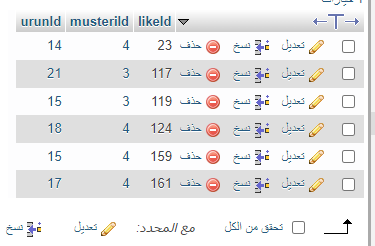 خيارات
likeId musteriId urunId
تعديل نسخ حذف 23 4 14
تعديل نسخ حذف 117 3 21
تعديل نسخ حذف 119 3 15
تعديل نسخ حذف 124 4 18
تعديل نسخ حذف 159 4 15
تعديل نسخ حذف 161 4 17
تحقق من الكل مع المحدد: تعديل نسخ